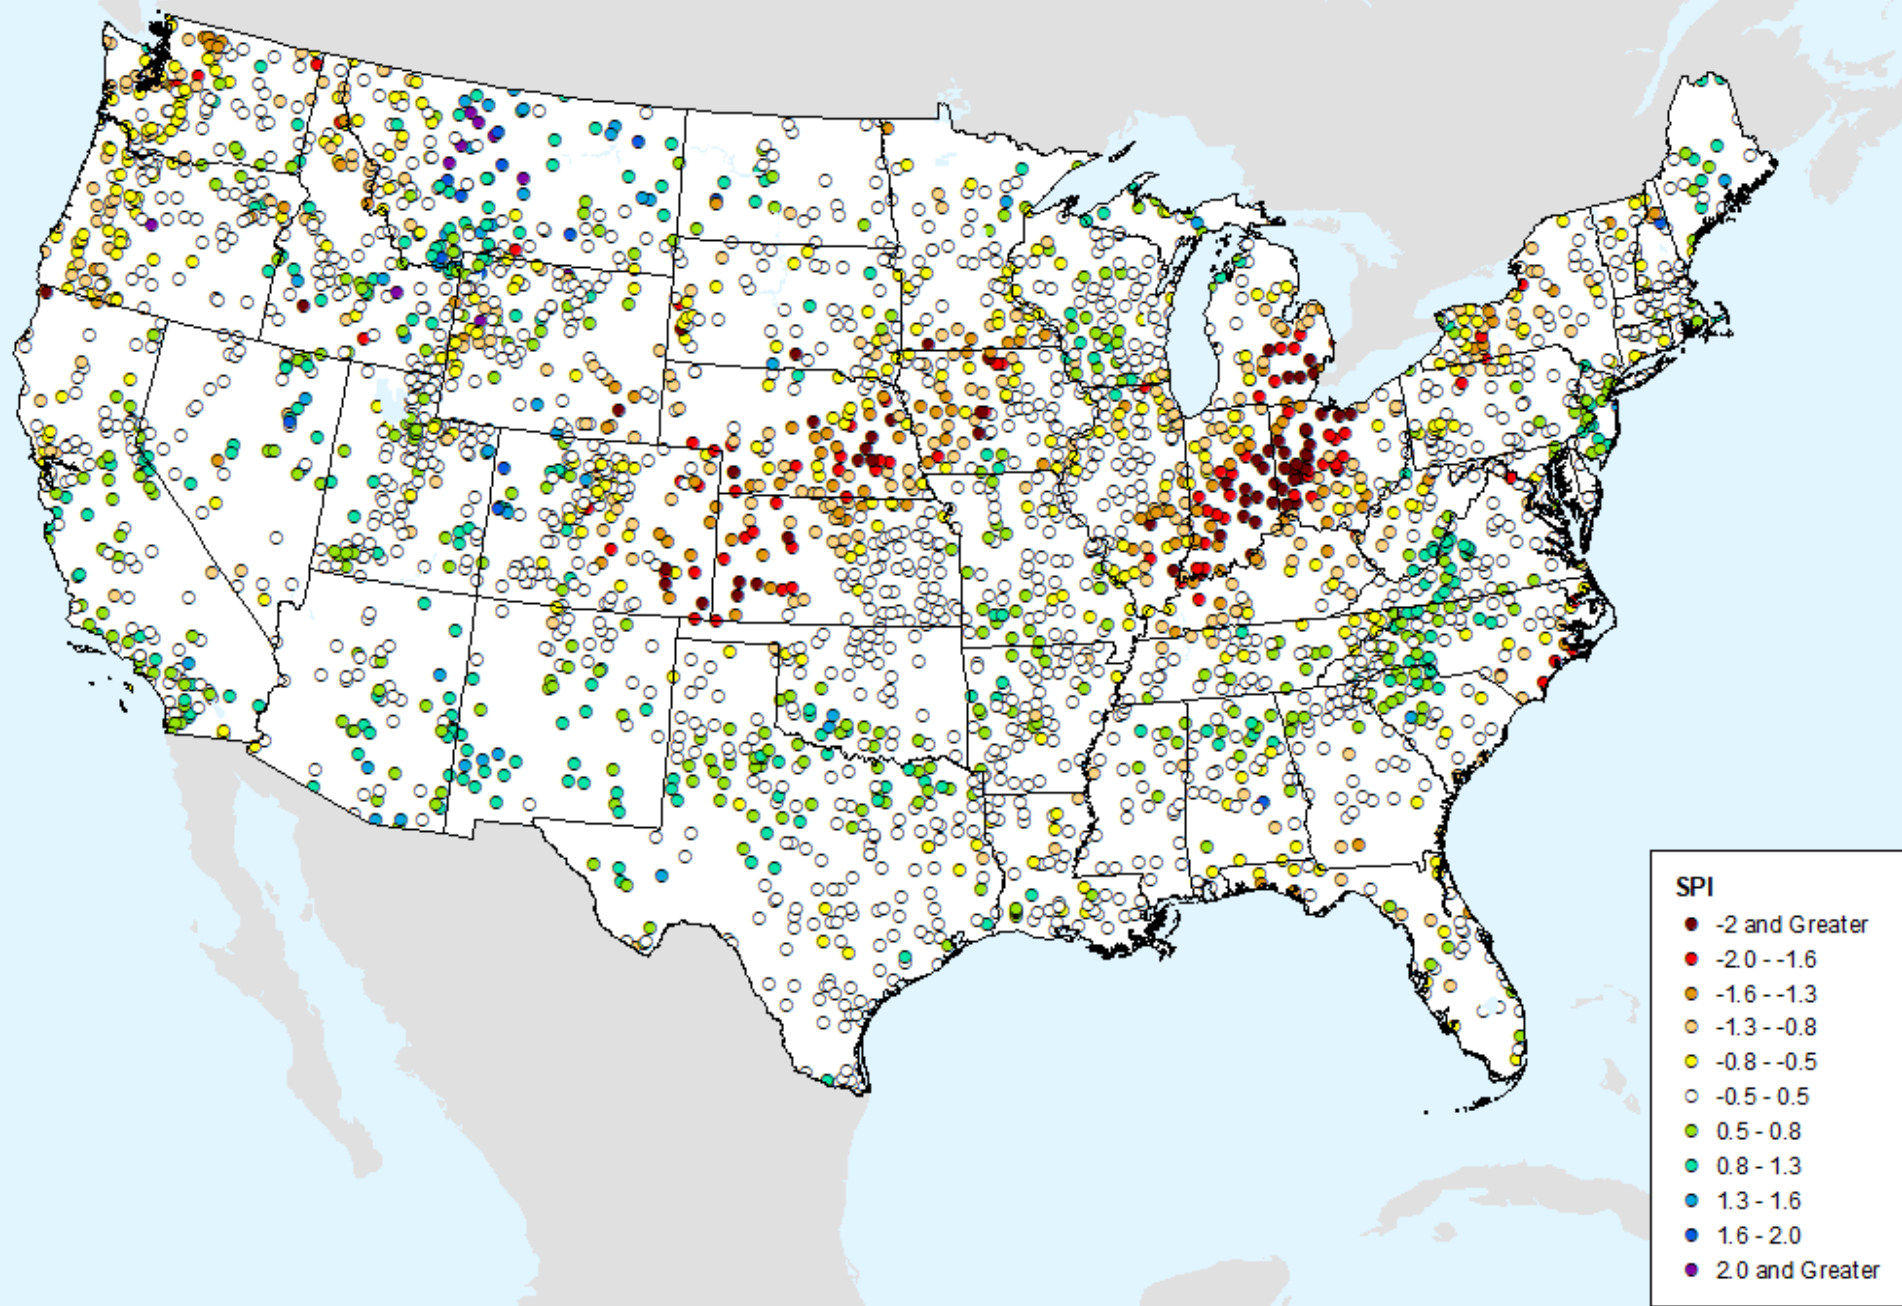 SPI
-2 and Greater
-2.0 - -1.6
-1.6 - -1.3
-1.3 - -0.8
-0.8 - -0.5
-0.5 - 0.5
0.5 - 0.8
0.8 - 1.3
1.3 - 1.6
1.6 - 2.0
2.0 and Greater